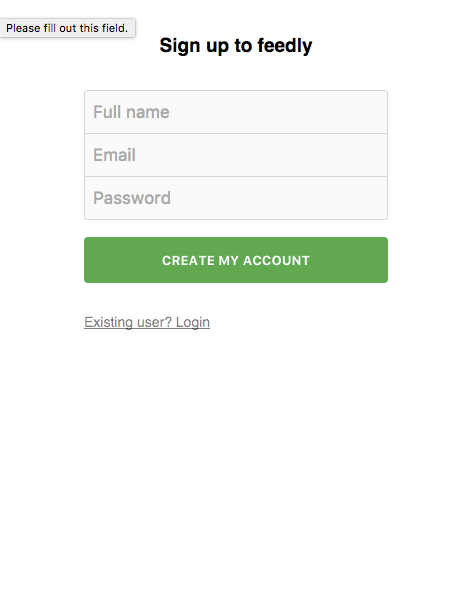 Please fill out this field.
Sign up to feedly
Full name
Email
Password
CREATE MY ACCOUNT
Existing user? Login